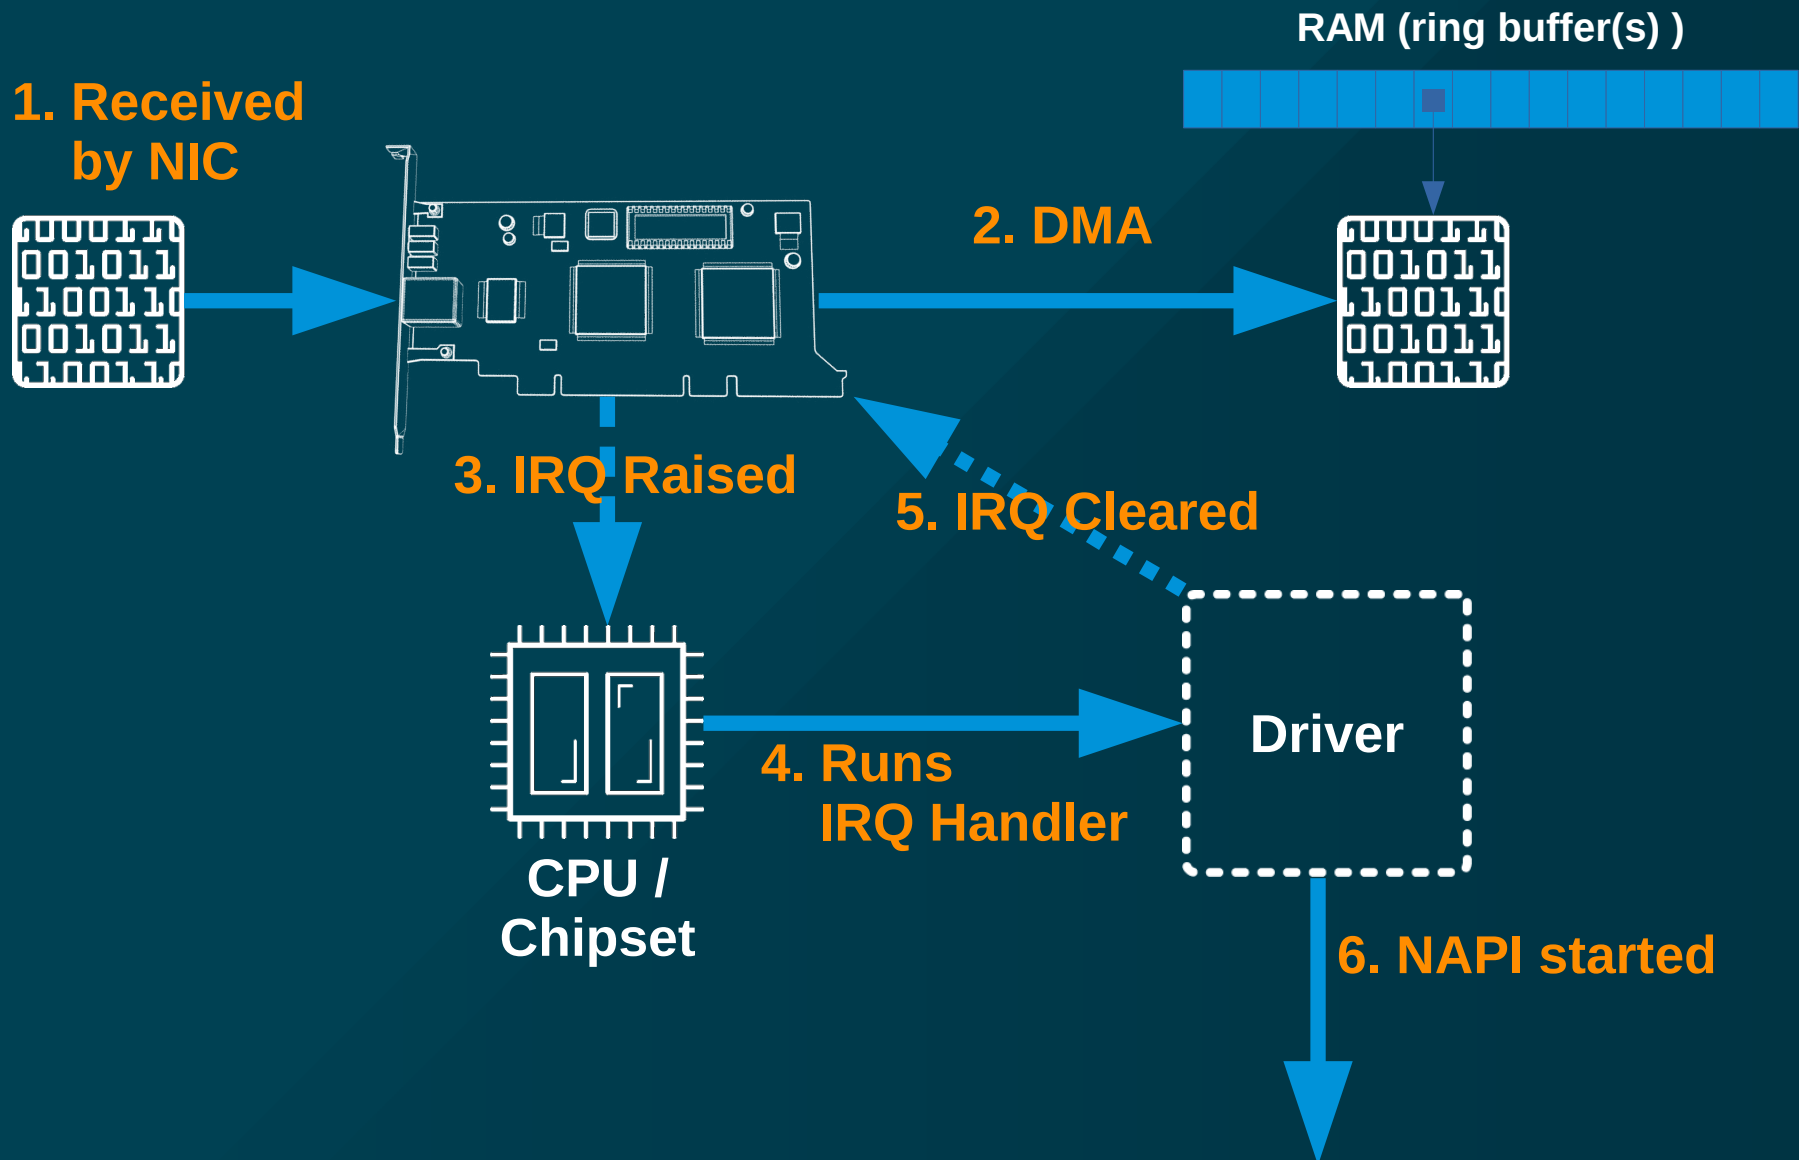 RAM (ring buffer(s) )
1. Received
by NIC
2. DMA
3. IRQ Raised
5. IRQ Cleared
Driver
4. Runs
IRQ Handler
CPU /
Chipset
6. NAPI started